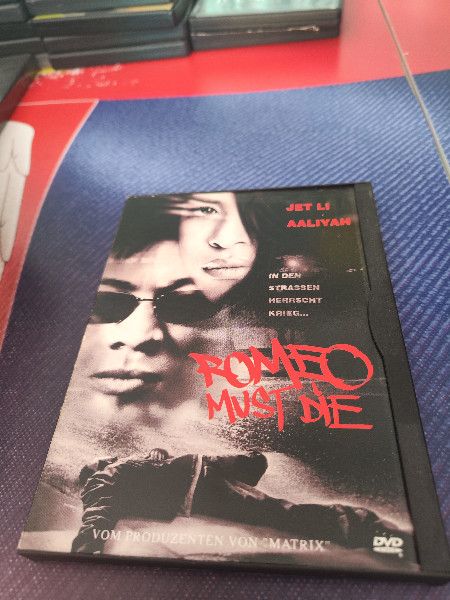 JET LI
AALIYAH
IN DEN
STRASSEN
HERRSCHT
KRIEG...
ROMEO
MUST DIE
VOM PRODUZENTEN VON "MATRIX"
DVD